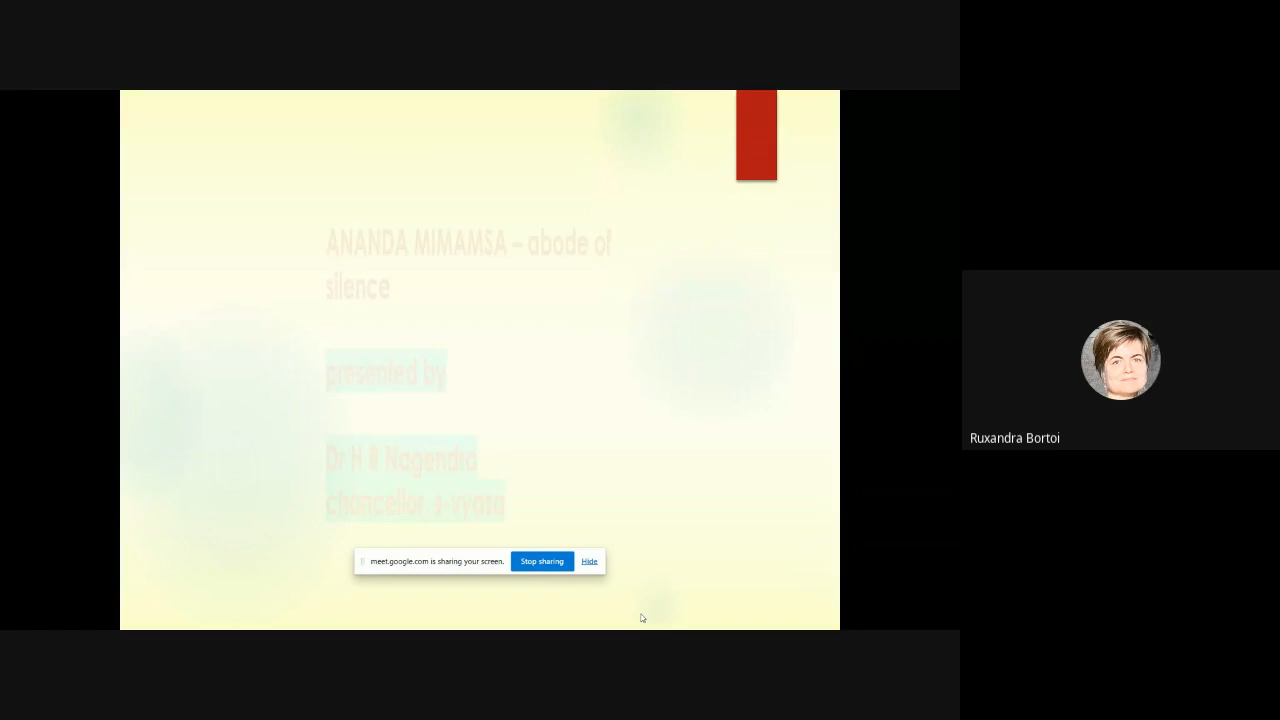 ANANDA MIMAMSA – abode of
silence
presented by
Dr H R Nagendra
chancellor s-vyasa
meet.google.com is sharing your screen. Stop sharing Hide
Ruxandra Bortoi